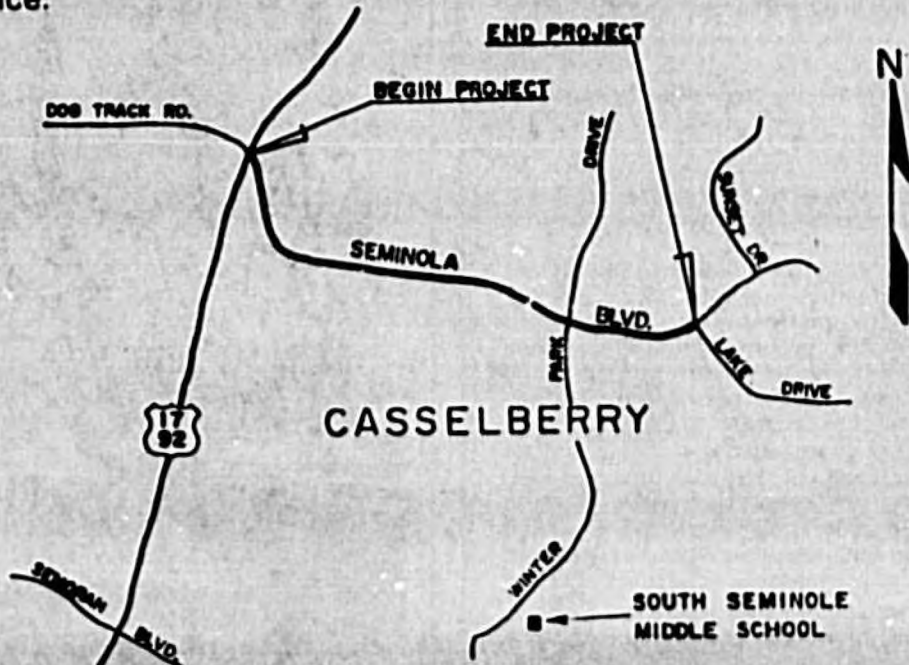 END PROJECT
N
BEGIN PROJECT
DOG TRACK RD.
DRIVE
SUNSET DR.
SEMINOLA
BLVD.
PARK
LAKE
DRIVE
17
92
CASSELBERRY
WINTER
SEMORAN
BLVD.
SOUTH SEMINOLE
MIDDLE SCHOOL